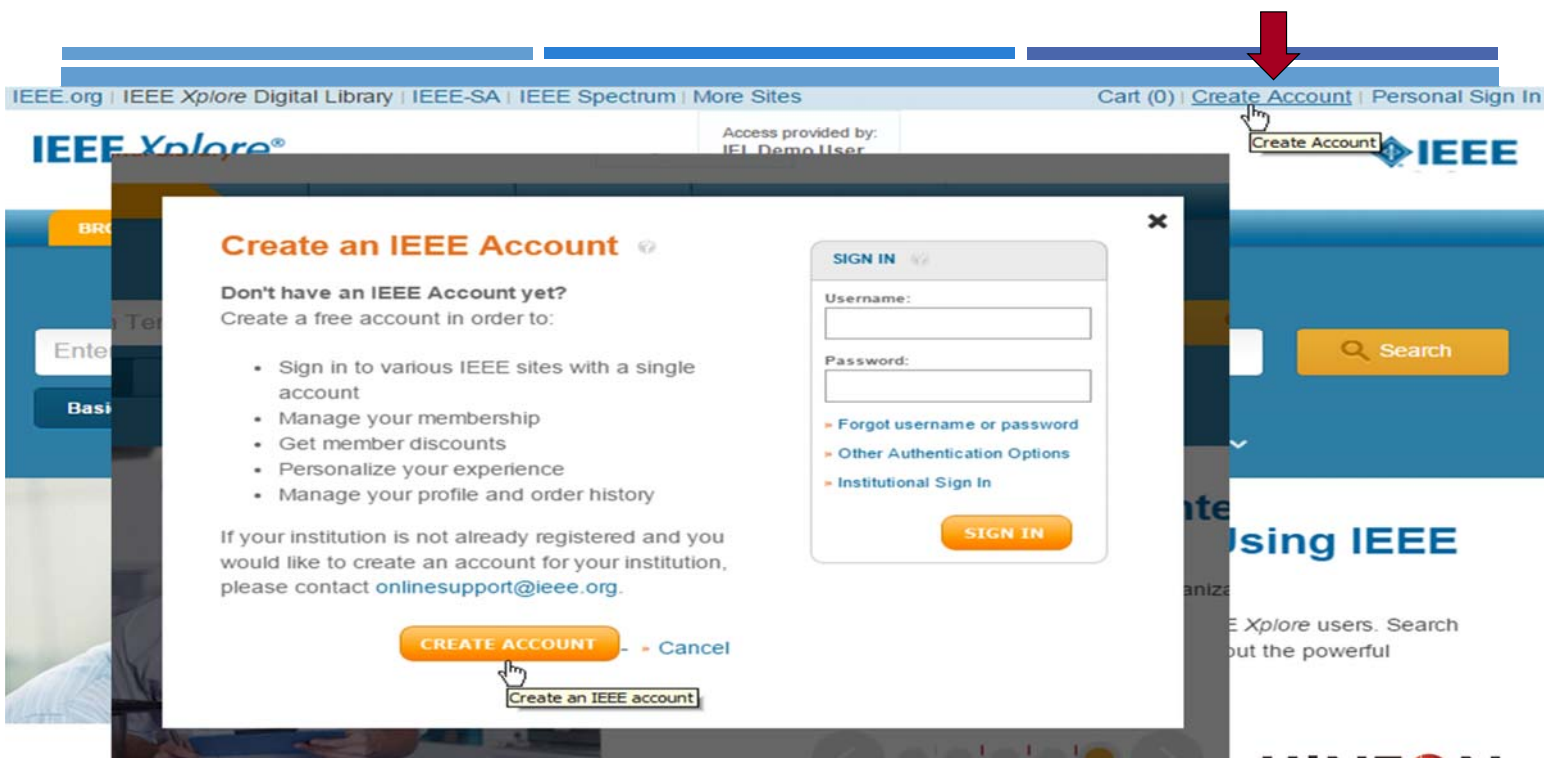 IEEE.org | IEEE Xplore Digital Library | IEEE-SA | IEEE Spectrum | More Sites
Cart (0) | Create Account | Personal Sign In
IEEE Xplore®
Access provided by:
IEL Demo User
Create Account
IEEE
Create an IEEE Account
Don't have an IEEE Account yet?
Create a free account in order to:
• Sign in to various IEEE sites with a single
account
• Manage your membership
• Get member discounts
• Personalize your experience
• Manage your profile and order history
If your institution is not already registered and you
would like to create an account for your institution,
please contact onlinesupport@ieee.org.
CREATE ACCOUNT - » Cancel
Create an IEEE account
SIGN IN
Username:
Password:
» Forgot username or password
» Other Authentication Options
» Institutional Sign In
SIGN IN
Search
IEEE
Xplore users. Search
the powerful